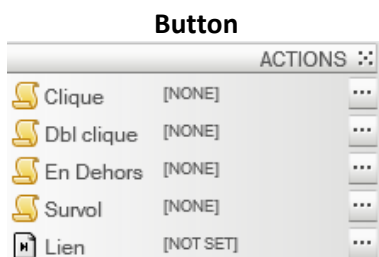 Button
ACTIONS
Clique [NONE] ...
Dbl clique [NONE] ...
En Dehors [NONE] ...
Survol [NONE] ...
Lien [NOT SET] ...